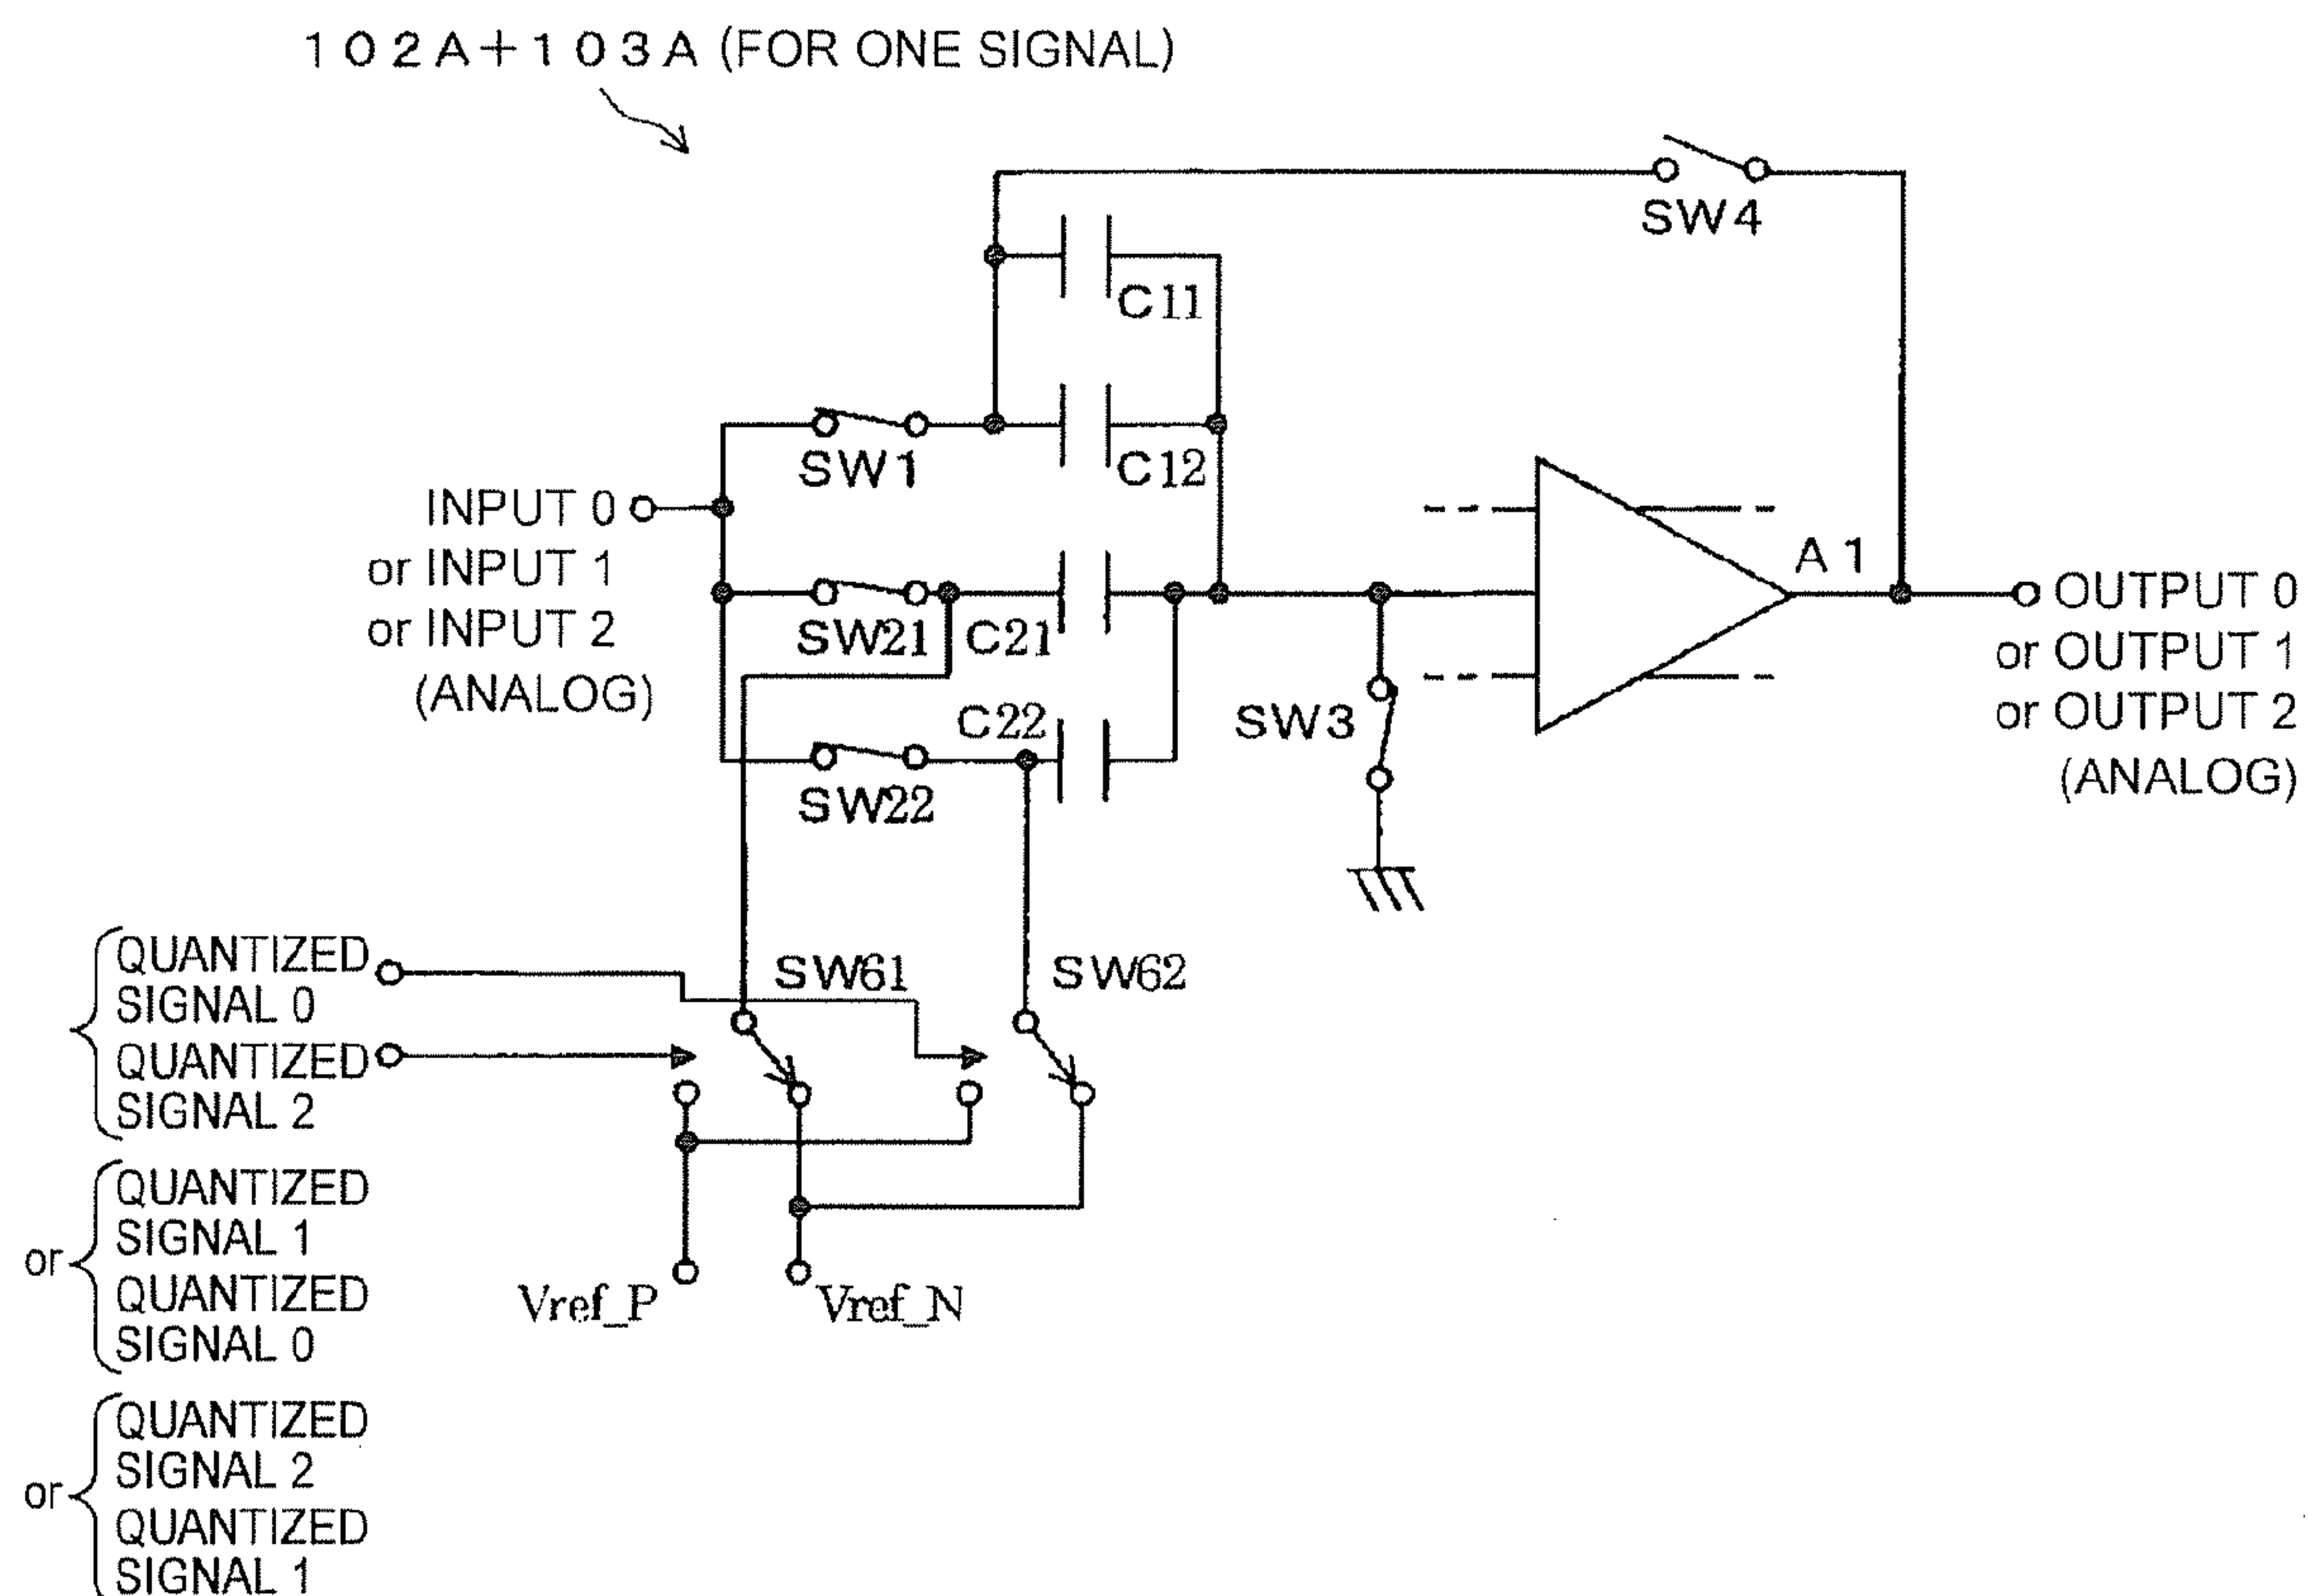 102A+103A (FOR ONE SIGNAL)
SW4
C11
SW1
C12
INPUT 0
or INPUT 1
or INPUT 2
(ANALOG)
A1
SW21
C21
OUTPUT 0
or OUTPUT 1
or OUTPUT 2
(ANALOG)
C22
SW3
SW22
QUANTIZED
SIGNAL 0
QUANTIZED
SIGNAL 2
SW61
SW62
or
QUANTIZED
SIGNAL 1
QUANTIZED
SIGNAL 0
Vref_P
Vref_N
or
QUANTIZED
SIGNAL 2
QUANTIZED
SIGNAL 1